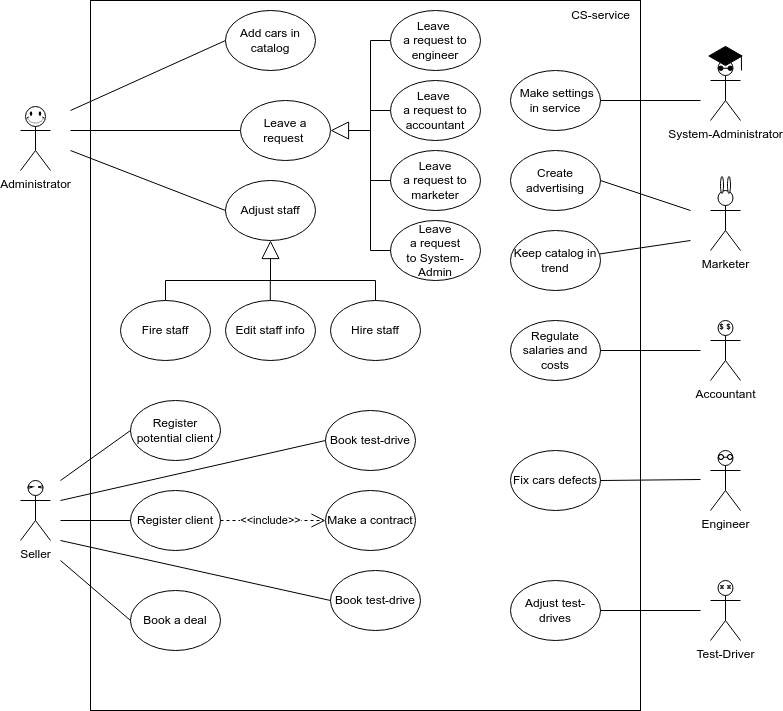 CS-service
Add cars in
catalog
Leave a
request
Adjust staff
Fire staff
Edit staff info
Hire staff
Leave
a request to
engineer
Leave
a request to
accountant
Leave
a request to
marketer
Leave
a request
to System-
Admin
Administrator
Register
potential client
Book test-drive
Register client
<<include>>
Make a contract
Book test-drive
Book a deal
Seller
Make settings
in service
System-Administrator
Create
advertising
Keep catalog in
trend
Marketer
Regulate
salaries and
costs
$ $
Accountant
Fix cars defects
Engineer
Adjust test-
drives
x x
Test-Driver